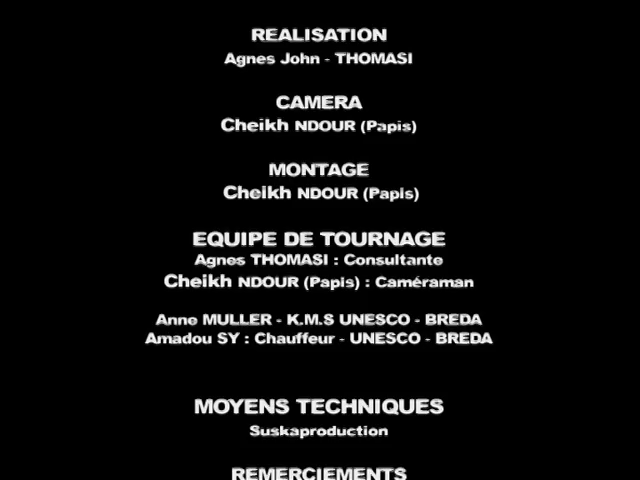 REALISATION
Agnes John - THOMASI
CAMERA
Cheikh NDOUR (Papis)
MONTAGE
Cheikh NDOUR (Papis)
EQUIPE DE TOURNAGE
Agnes THOMASI : Consultante
Cheikh NDOUR (Papis) : Caméraman
Anne MULLER - K.M.S UNESCO - BREDA
Amadou SY : Chauffeur - UNESCO - BREDA
MOYENS TECHNIQUES
Suskaproduction
REMERCIEMENTS